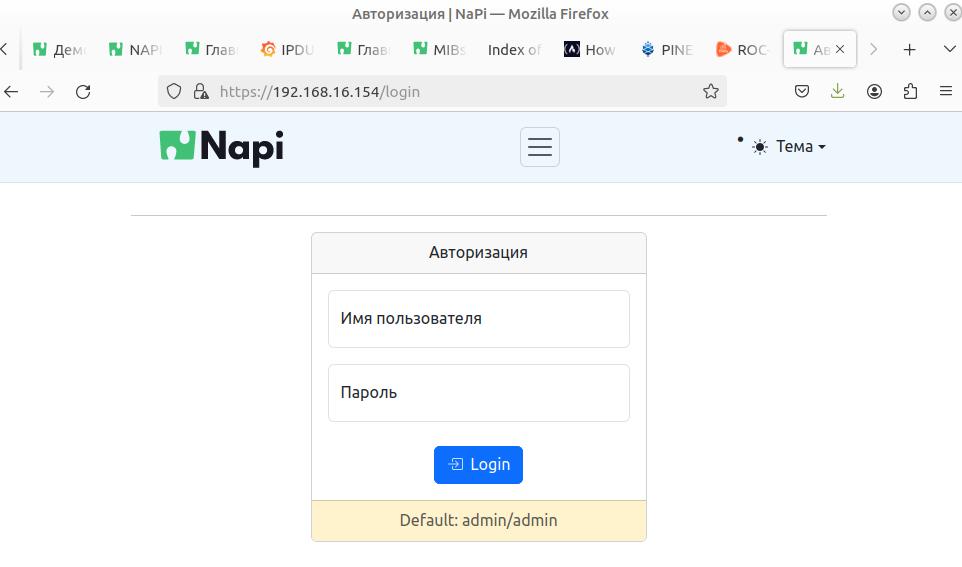 Авторизация | NaPi — Mozilla Firefox
Демо NAPI Глав IPDU Глав MIBs Index of How PINE ROC- Ав
https://192.168.16.154/login
Napi Тема
Авторизация
Имя пользователя
Пароль
Login
Default: admin/admin